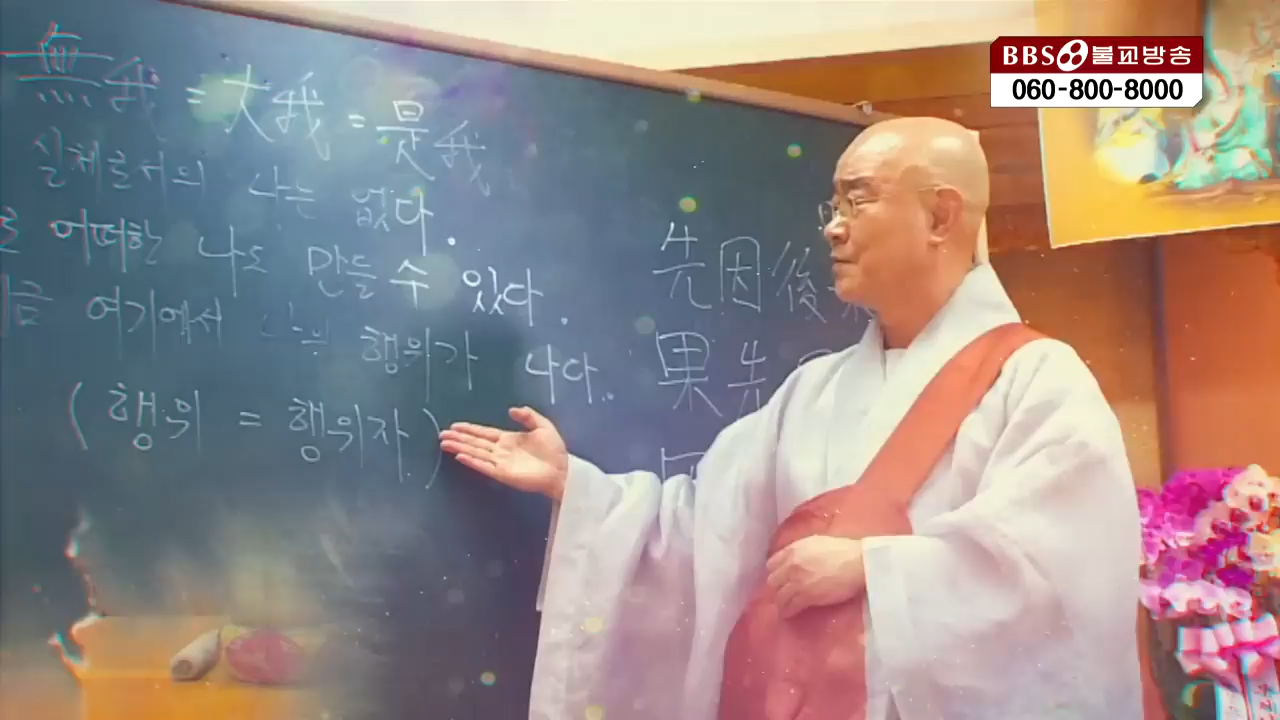 BBS 불교방송
060-800-8000
無我 = 大我 = 是我
실체로서의 나는 없다.
어떠한 나도 만들 수 있다.
여기에서 나의 행위가 나다.
(행위 = 행위자)
先因後
果先